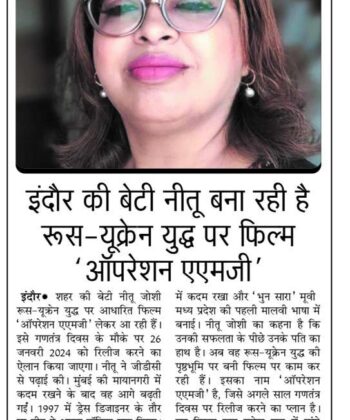 इंदौर की बेटी नीतू बना रही है
रूस-यूक्रेन युद्ध पर फिल्म
'ऑपरेशन एएमजी'
इंदौर● शहर की बेटी नीतू जोशी
रूस-यूक्रेन युद्ध पर आधारित फिल्म
'ऑपरेशन एएमजी' लेकर आ रही हैं।
इसे गणतंत्र दिवस के मौके पर 26
जनवरी 2024 को रिलीज करने का
ऐलान किया जाएगा। नीतू ने जीडीसी
से पढ़ाई की। मुंबई की मायानगरी में
कदम रखने के बाद वह आगे बढ़ती
गईं। 1997 में ड्रेस डिजाइनर के तौर
में कदम रखा और 'भुन सारा' मूवी
मध्य प्रदेश की पहली मालवी भाषा में
बनाई। नीतू जोशी का कहना है कि
उनकी सफलता के पीछे उनके पति का
हाथ है। अब वह रूस-यूक्रेन युद्ध की
पृष्ठभूमि पर बनी फिल्म पर काम कर
रही हैं। इसका नाम 'ऑपरेशन
एएमजी' है, जिसे अगले साल गणतंत्र
दिवस पर रिलीज करने का प्लान है।